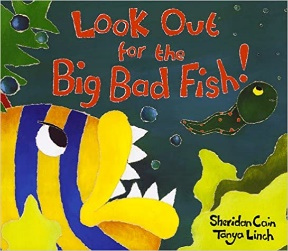 Look Out
for the
Big Bad Fish!
Sheridan Cain
Tanya Linch